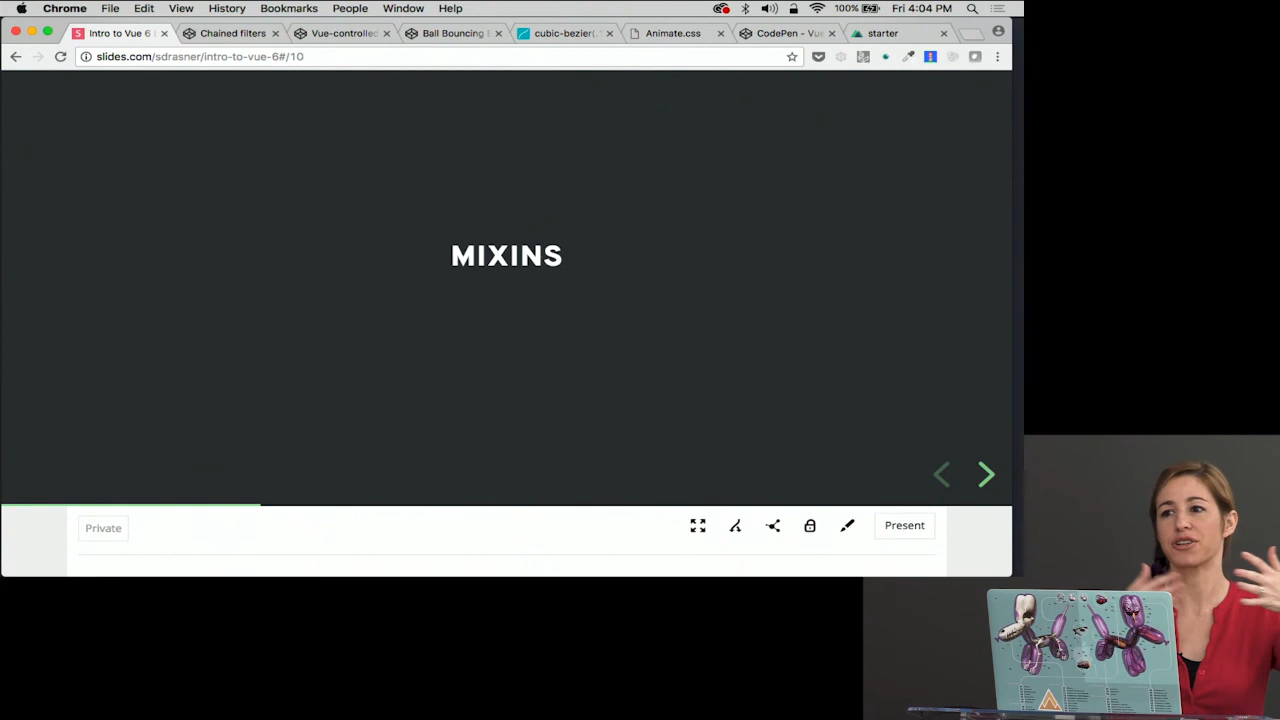 Chrome File Edit View History Bookmarks People Window Help 100% Fri 4:04 PM
Intro to Vue 6 Chained filters Vue-controlled Ball Bouncing cubic-bezier( Animate.css CodePen - Vue starter
slides.com/sdrasner/intro-to-vue-6#/10
MIXINS
Private Present